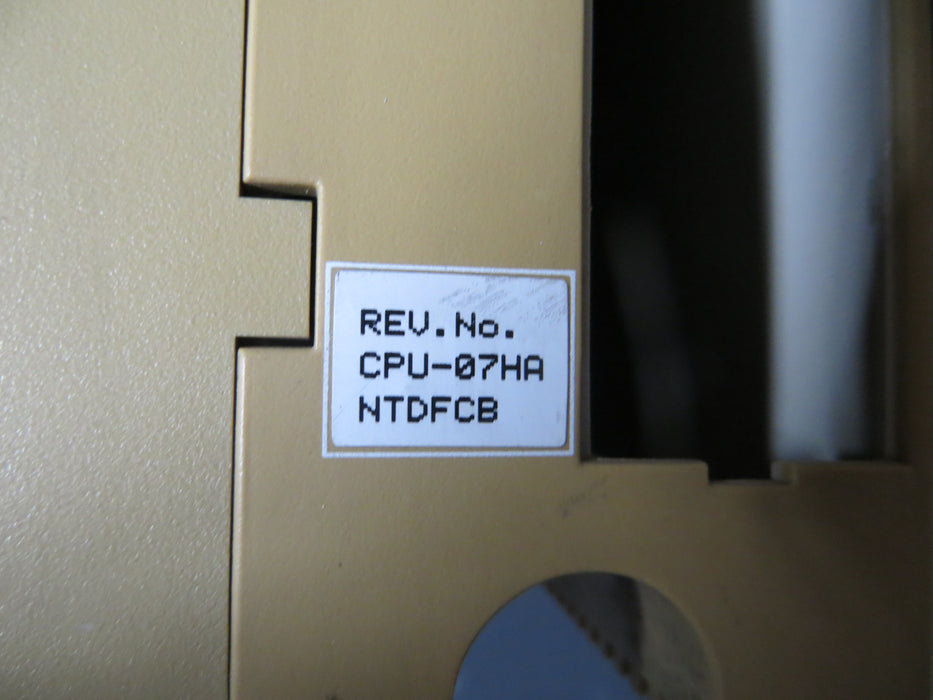 REV.No.
CPU-07HA
NTDFCB